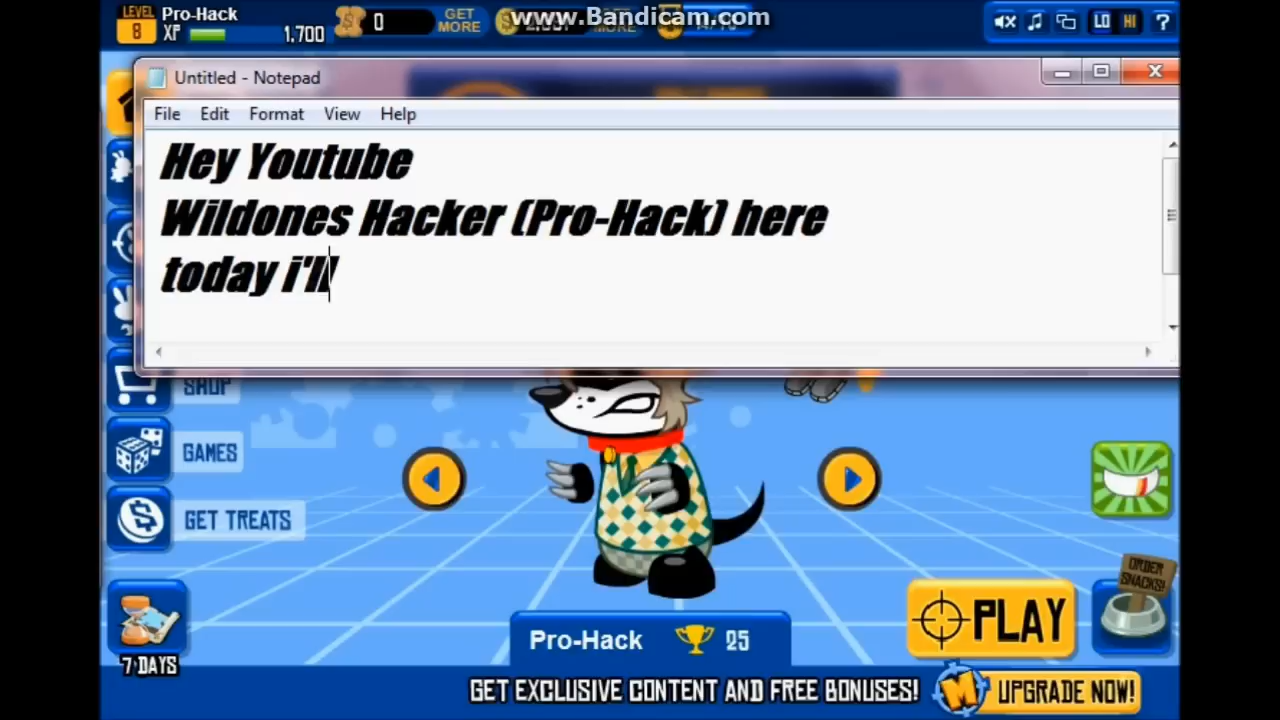 LEVEL
8
Pro-Hack
XP
1.700
0
GET
MORE
www.Bandicam.com
LO
HI
?
Untitled - Notepad
File Edit Format View Help
Hey Youtube
Wildones Hacker (Pro-Hack) here
today i'll
SHOP
GAMES
GET TREATS
7 DAYS
ORDER
SNACKS!
PLAY
Pro-Hack 25
GET EXCLUSIVE CONTENT AND FREE BONUSES!
M UPGRADE NOW!